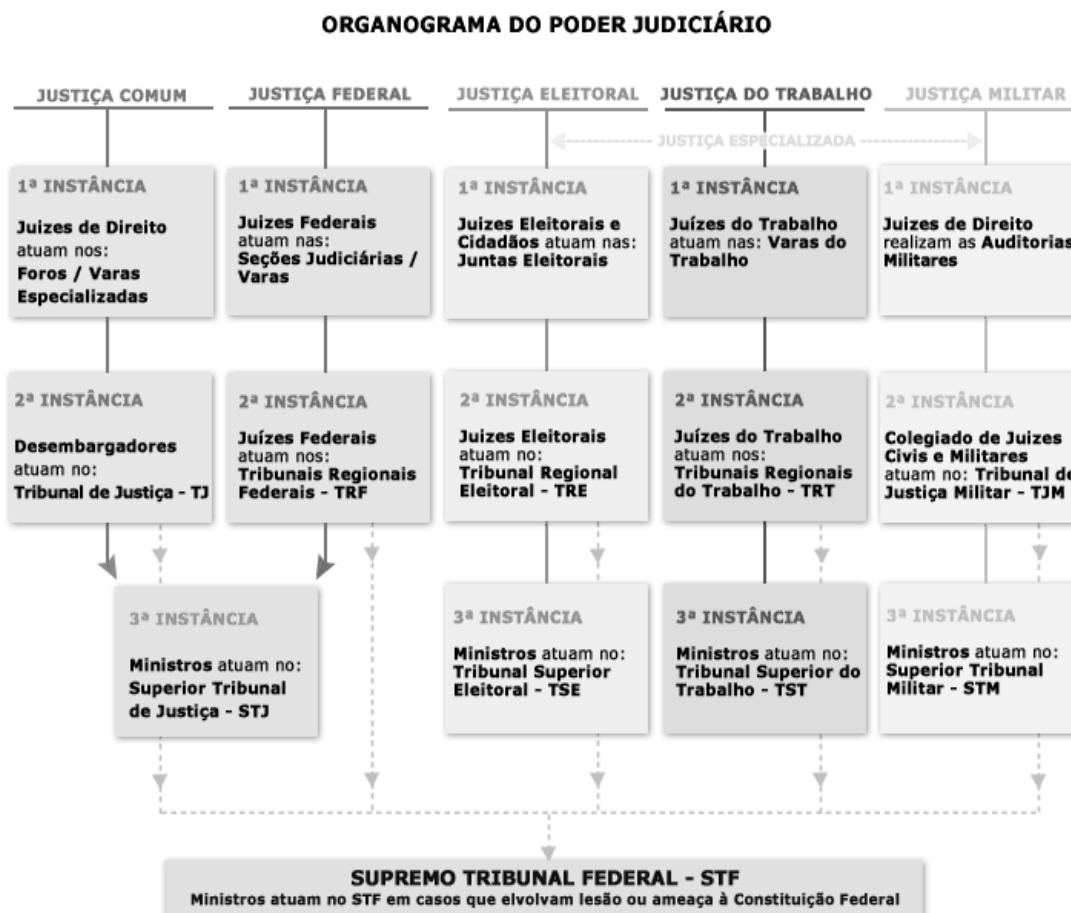 ORGANOGRAMA DO PODER JUDICIÁRIO
JUSTIÇA COMUM
JUSTIÇA FEDERAL
JUSTIÇA ELEITORAL
JUSTIÇA DO TRABALHO
JUSTIÇA MILITAR
JUSTIÇA ESPECIALIZADA
1ª INSTÂNCIA
Juizes de Direito
atuam nos:
Foros / Varas
Especializadas
1ª INSTÂNCIA
Juizes Federais
atuam nas:
Seções Judiciárias /
Varas
1ª INSTÂNCIA
Juizes Eleitorais e
Cidadãos atuam nas:
Juntas Eleitorais
1ª INSTÂNCIA
Juízes do Trabalho
atuam nas: Varas do
Trabalho
1ª INSTÂNCIA
Juizes de Direito
realizam as Auditorias
Militares
2ª INSTÂNCIA
Desembargadores
atuam no:
Tribunal de Justiça - TJ
2ª INSTÂNCIA
Juízes Federais
atuam nos:
Tribunais Regionais
Federais - TRF
2ª INSTÂNCIA
Juizes Eleitorais
atuam no:
Tribunal Regional
Eleitoral - TRE
2ª INSTÂNCIA
Juízes do Trabalho
atuam nos:
Tribunais Regionais
do Trabalho - TRT
2ª INSTÂNCIA
Colegiado de Juizes
Civis e Militares
atuam no: Tribunal de
Justiça Militar - TJM
3ª INSTÂNCIA
Ministros atuam no:
Superior Tribunal
de Justiça - STJ
3ª INSTÂNCIA
Ministros atuam no:
Tribunal Superior
Eleitoral - TSE
3ª INSTÂNCIA
Ministros atuam no:
Tribunal Superior do
Trabalho - TST
3ª INSTÂNCIA
Ministros atuam no:
Superior Tribunal
Militar - STM
SUPREMO TRIBUNAL FEDERAL - STF
Ministros atuam no STF em casos que elvolvam lesão ou ameaça à Constituição Federal